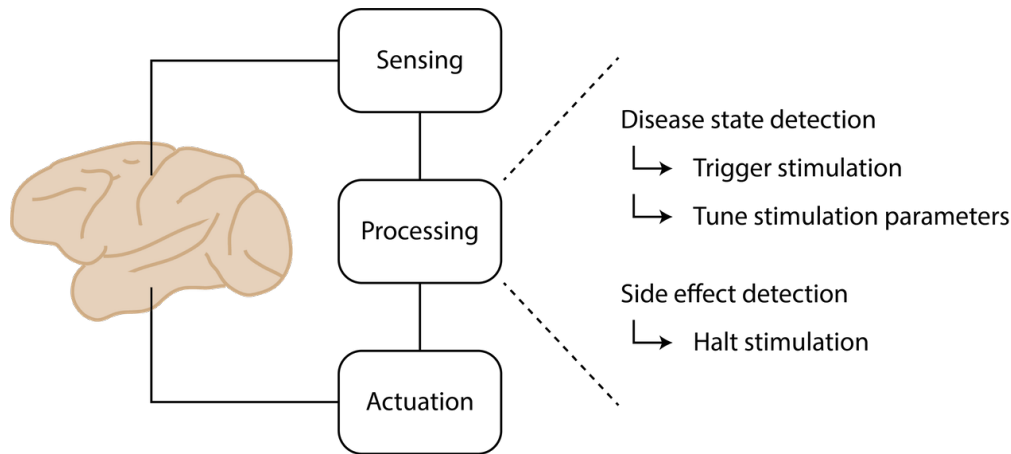 Sensing
Processing
Actuation
Disease state detection
Trigger stimulation
Tune stimulation parameters
Side effect detection
Halt stimulation